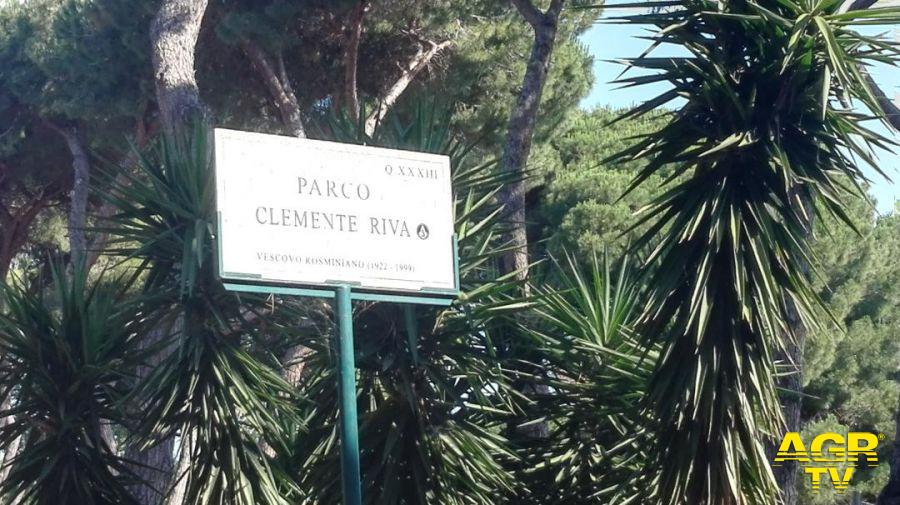 Q. XXXIII
PARCO
CLEMENTE RIVA
VESCOVO ROSMINIANO (1922 - 1999)
AGR
TV